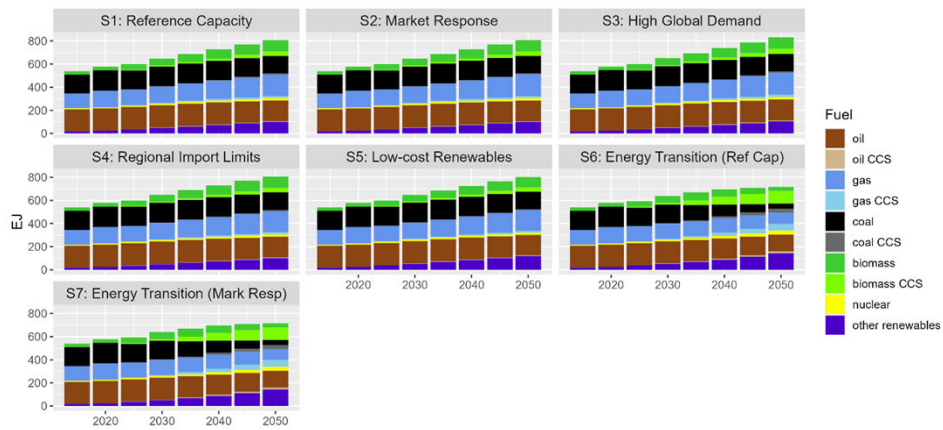 S1: Reference Capacity
S2: Market Response
S3: High Global Demand
800
600
400
200
0
S4: Regional Import Limits
S5: Low-cost Renewables
S6: Energy Transition (Ref Cap)
EJ
800
600
400
200
0
2020
2030
2040
2050
2020
2030
2040
2050
S7: Energy Transition (Mark Resp)
800
600
400
200
0
2020
2030
2040
2050
Fuel
oil
oil CCS
gas
gas CCS
coal
coal CCS
biomass
biomass CCS
nuclear
other renewables